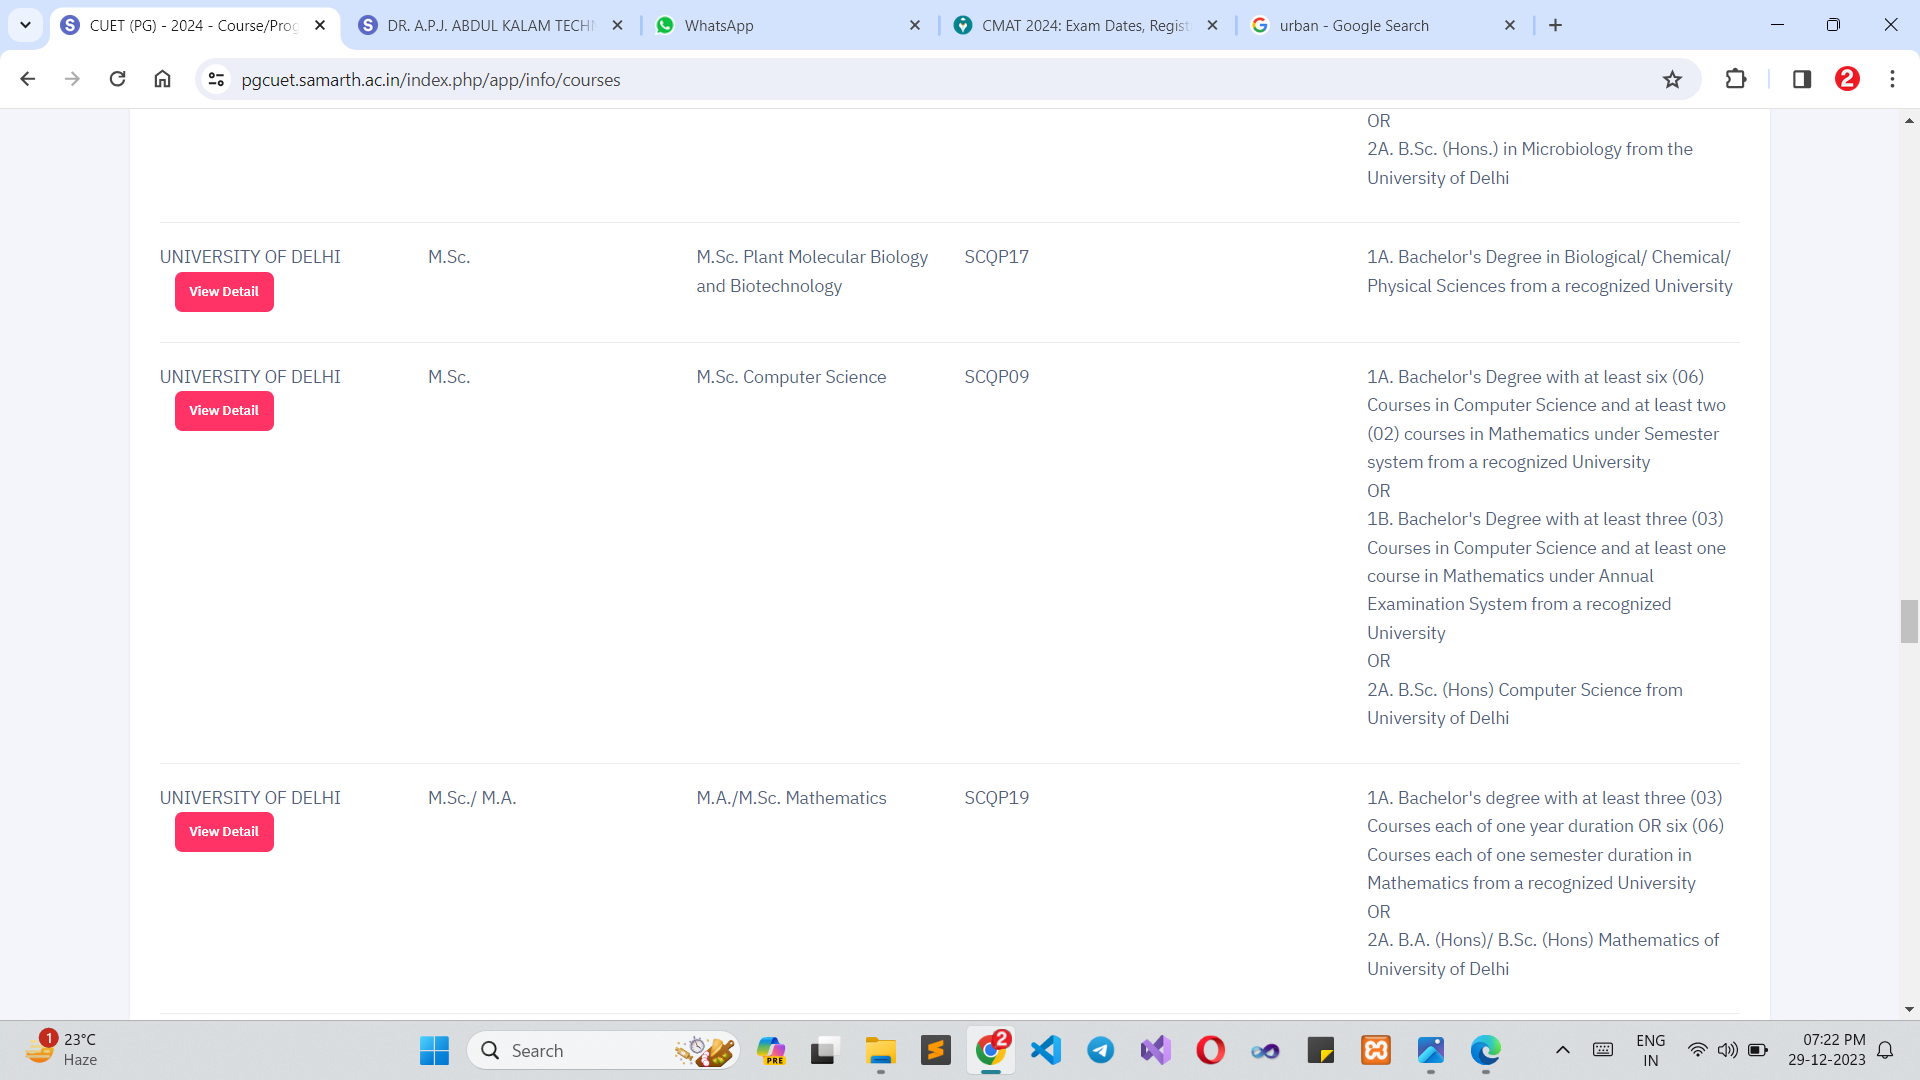 CUET (PG) - 2024 - Course/Prog
DR. A.P.J. ABDUL KALAM TECHN
WhatsApp
CMAT 2024: Exam Dates, Regist
urban - Google Search
pgcuet.samarth.ac.in/index.php/app/info/courses
2
OR
2A. B.Sc. (Hons.) in Microbiology from the
University of Delhi
UNIVERSITY OF DELHI
View Detail
M.Sc.
M.Sc. Plant Molecular Biology
and Biotechnology
SCQP17
1A. Bachelor's Degree in Biological/ Chemical/
Physical Sciences from a recognized University
UNIVERSITY OF DELHI
View Detail
M.Sc.
M.Sc. Computer Science
SCQP09
1A. Bachelor's Degree with at least six (06)
Courses in Computer Science and at least two
(02) courses in Mathematics under Semester
system from a recognized University
OR
1B. Bachelor's Degree with at least three (03)
Courses in Computer Science and at least one
course in Mathematics under Annual
Examination System from a recognized
University
OR
2A. B.Sc. (Hons) Computer Science from
University of Delhi
UNIVERSITY OF DELHI
View Detail
M.Sc./ M.A.
M.A./M.Sc. Mathematics
SCQP19
1A. Bachelor's degree with at least three (03)
Courses each of one year duration OR six (06)
Courses each of one semester duration in
Mathematics from a recognized University
OR
2A. B.A. (Hons)/ B.Sc. (Hons) Mathematics of
University of Delhi
1
23°C
Haze
Search
PRE
2
ENG
IN
07:22 PM
29-12-2023